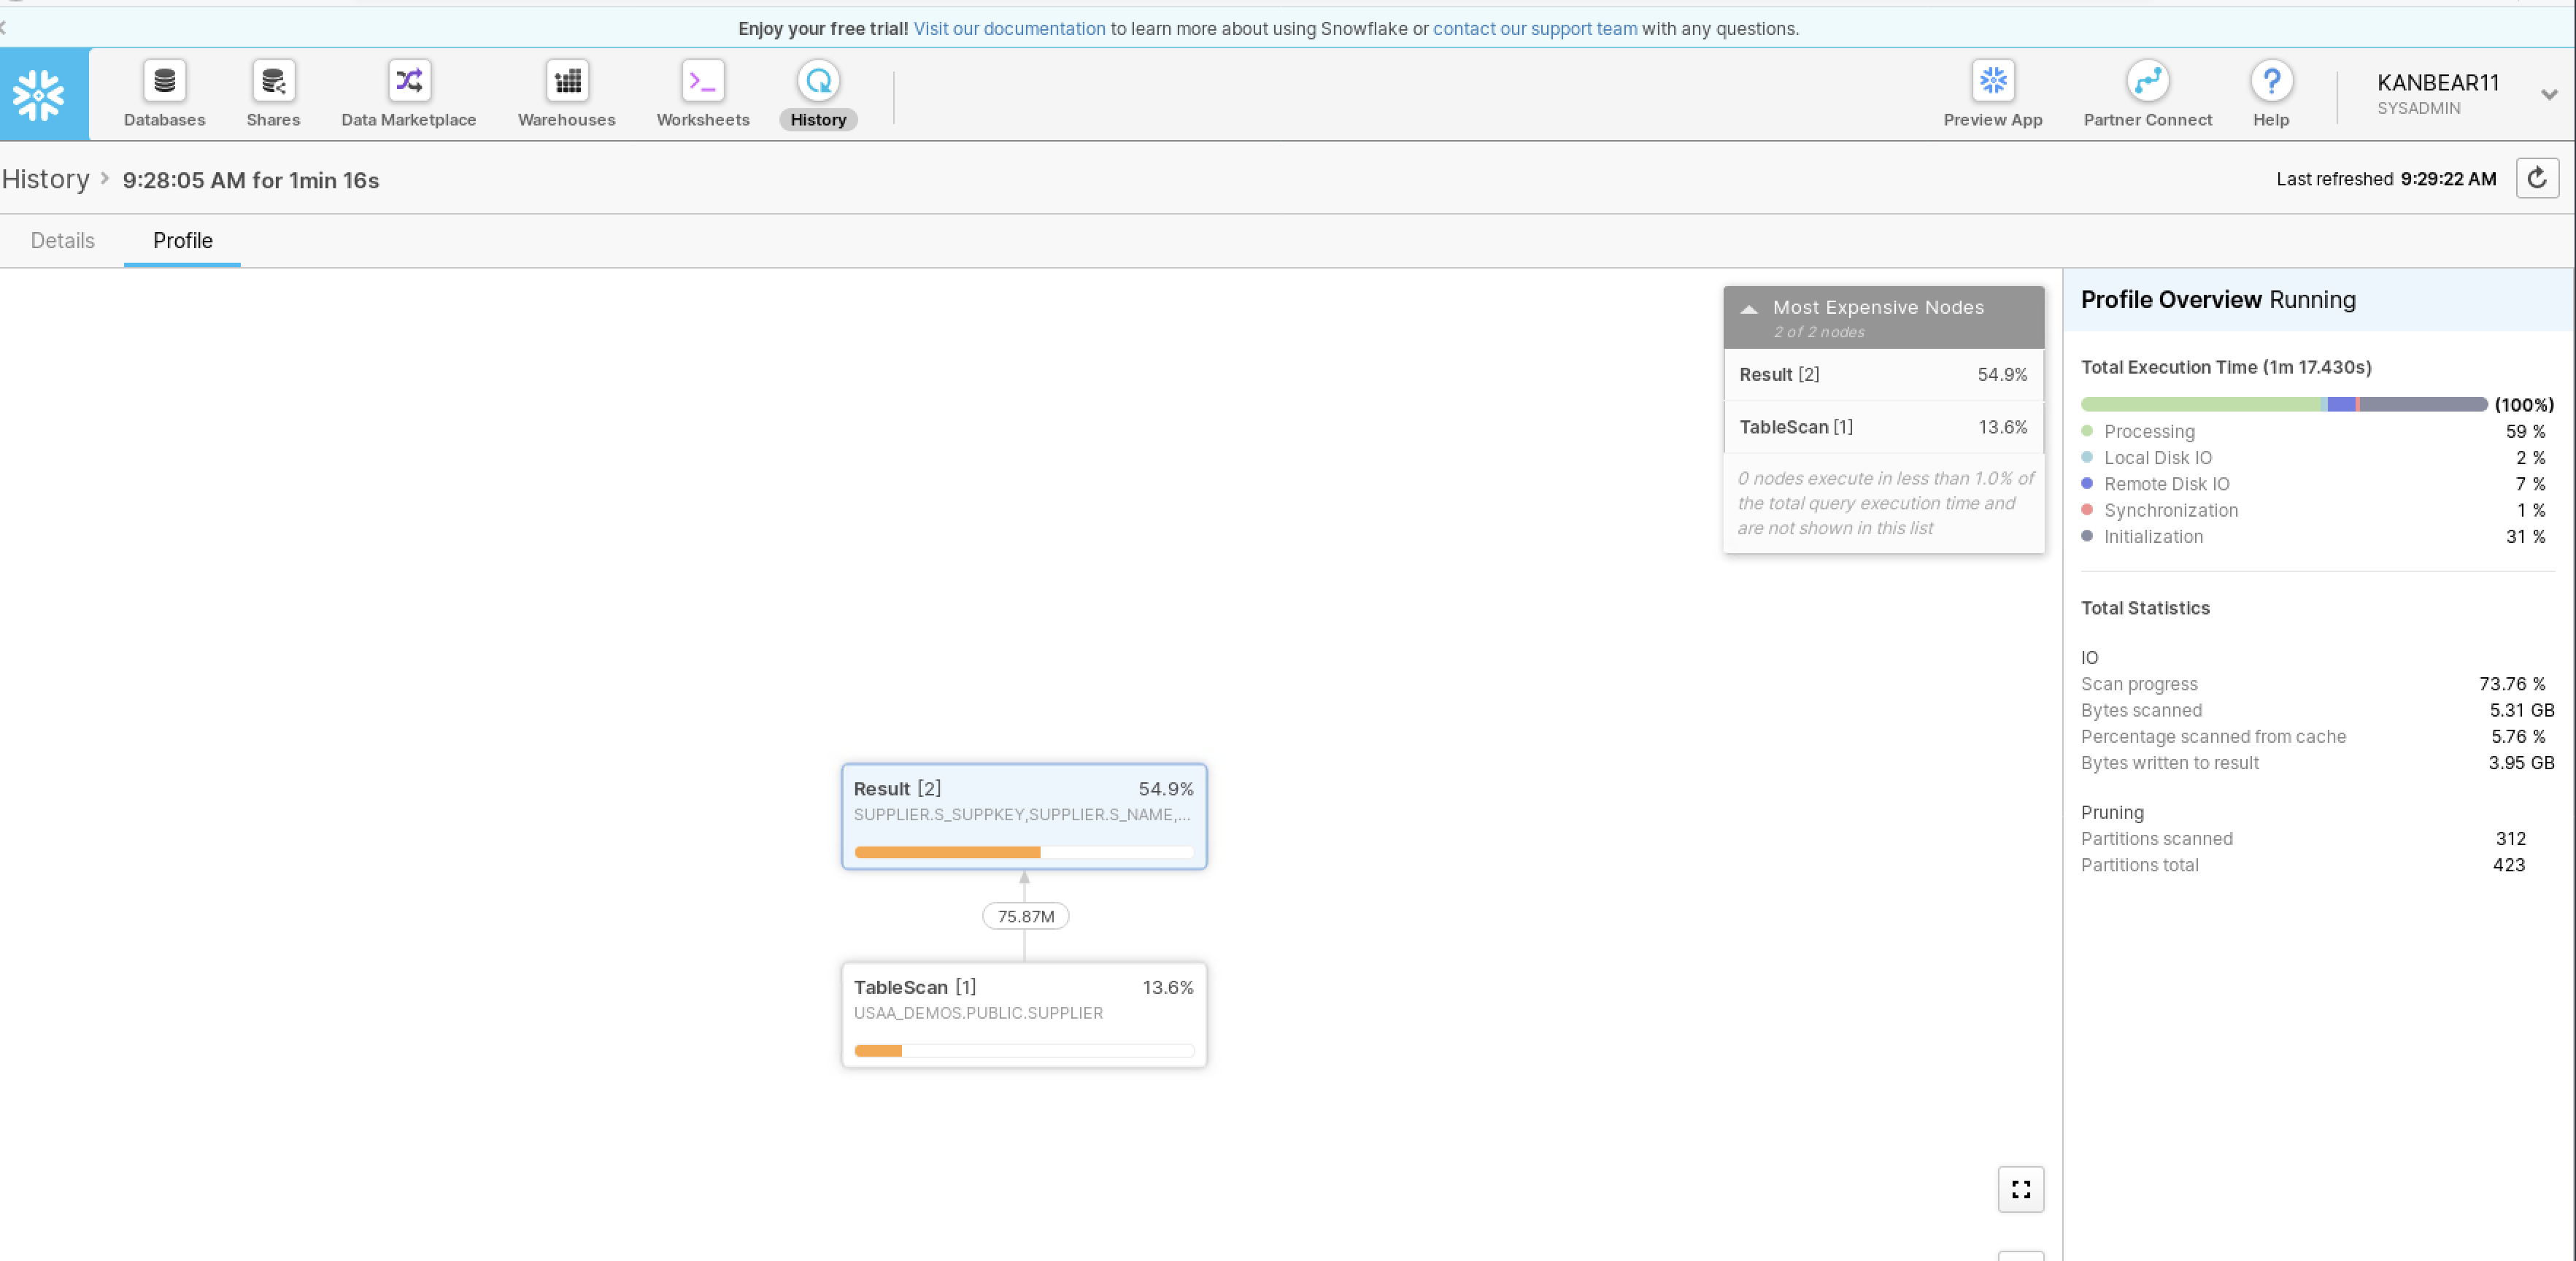 Enjoy your free trial! Visit our documentation to learn more about using Snowflake or contact our support team with any questions.
Databases
Shares
Data Marketplace
Warehouses
Worksheets
History
Preview App
Partner Connect
Help
KANBEAR11
SYSADMIN
History > 9:28:05 AM for 1min 16s
Last refreshed 9:29:22 AM
Details
Profile
Most Expensive Nodes
2 of 2 nodes
Result [2] 54.9%
TableScan [1] 13.6%
0 nodes execute in less than 1.0% of
the total query execution time and
are not shown in this list
Result [2] 54.9%
SUPPLIER.S_SUPPKEY,SUPPLIER.S_NAME,...
75.87M
TableScan [1] 13.6%
USAA_DEMOS.PUBLIC.SUPPLIER
Profile Overview Running
Total Execution Time (1m 17.430s)
(100%)
Processing 59 %
Local Disk IO 2 %
Remote Disk IO 7 %
Synchronization 1 %
Initialization 31 %
Total Statistics
IO
Scan progress 73.76 %
Bytes scanned 5.31 GB
Percentage scanned from cache 5.76 %
Bytes written to result 3.95 GB
Pruning
Partitions scanned 312
Partitions total 423